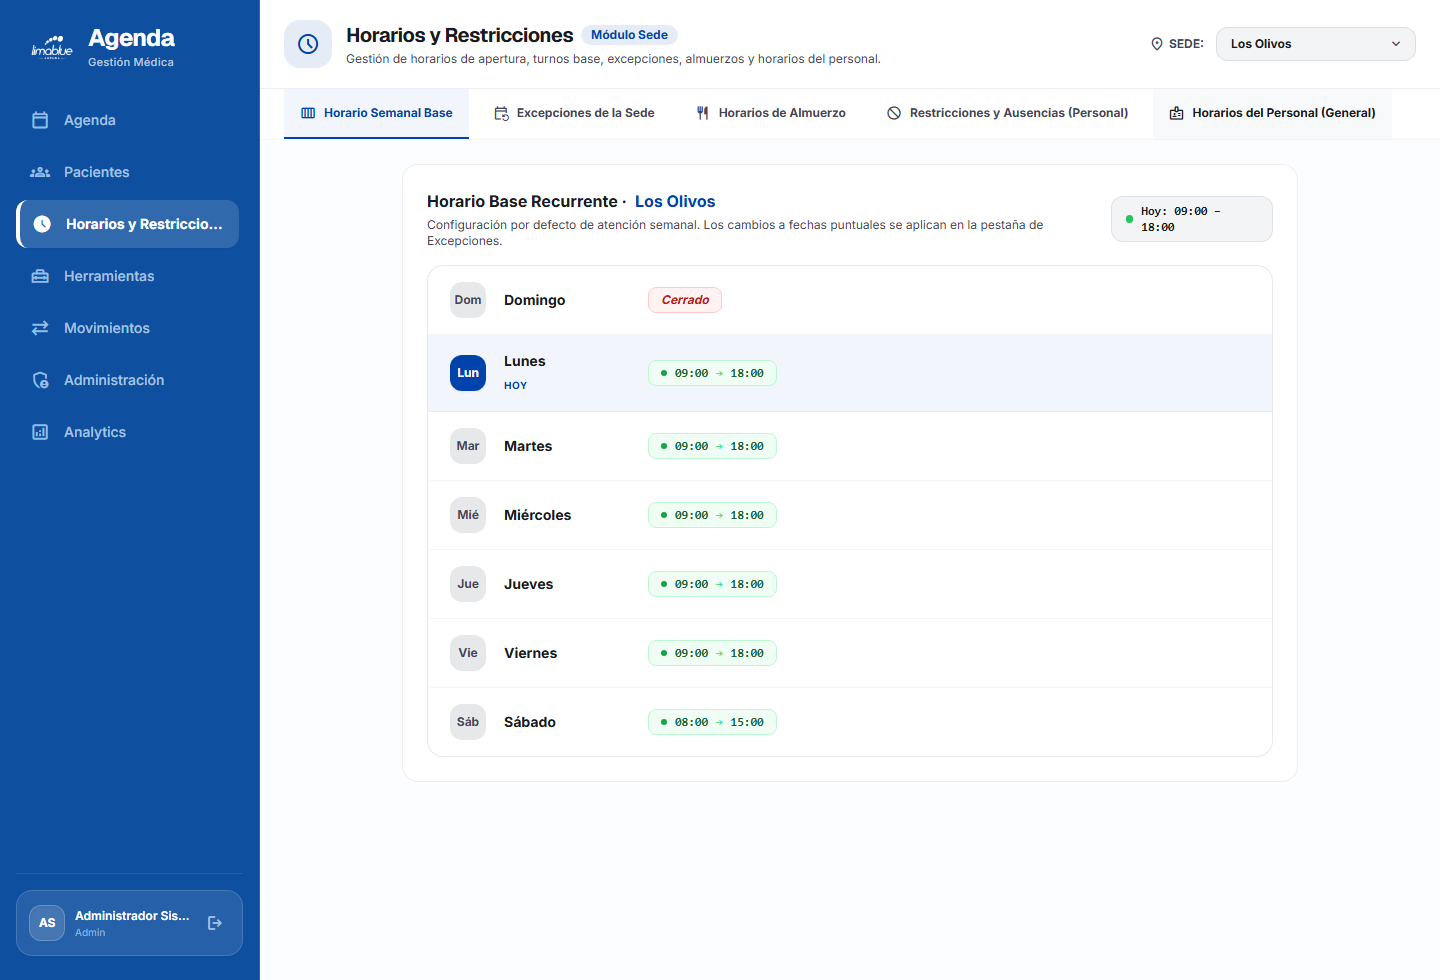 limablue
Agenda
Gestión Médica
Agenda
Pacientes
Horarios y Restriccio...
Herramientas
Movimientos
Administración
Analytics
AS
Administrador Sis...
Admin
Horarios y Restricciones
Módulo Sede
Gestión de horarios de apertura, turnos base, excepciones, almuerzos y horarios del personal.
SEDE:
Los Olivos
Horario Semanal Base
Excepciones de la Sede
Horarios de Almuerzo
Restricciones y Ausencias (Personal)
Horarios del Personal (General)
Horario Base Recurrente · Los Olivos
Configuración por defecto de atención semanal. Los cambios a fechas puntuales se aplican en la pestaña de
Excepciones.
Hoy: 09:00 –
18:00
Dom Domingo Cerrado
Lun Lunes 09:00 → 18:00
HOY
Mar Martes 09:00 → 18:00
Mié Miércoles 09:00 → 18:00
Jue Jueves 09:00 → 18:00
Vie Viernes 09:00 → 18:00
Sáb Sábado 08:00 → 15:00